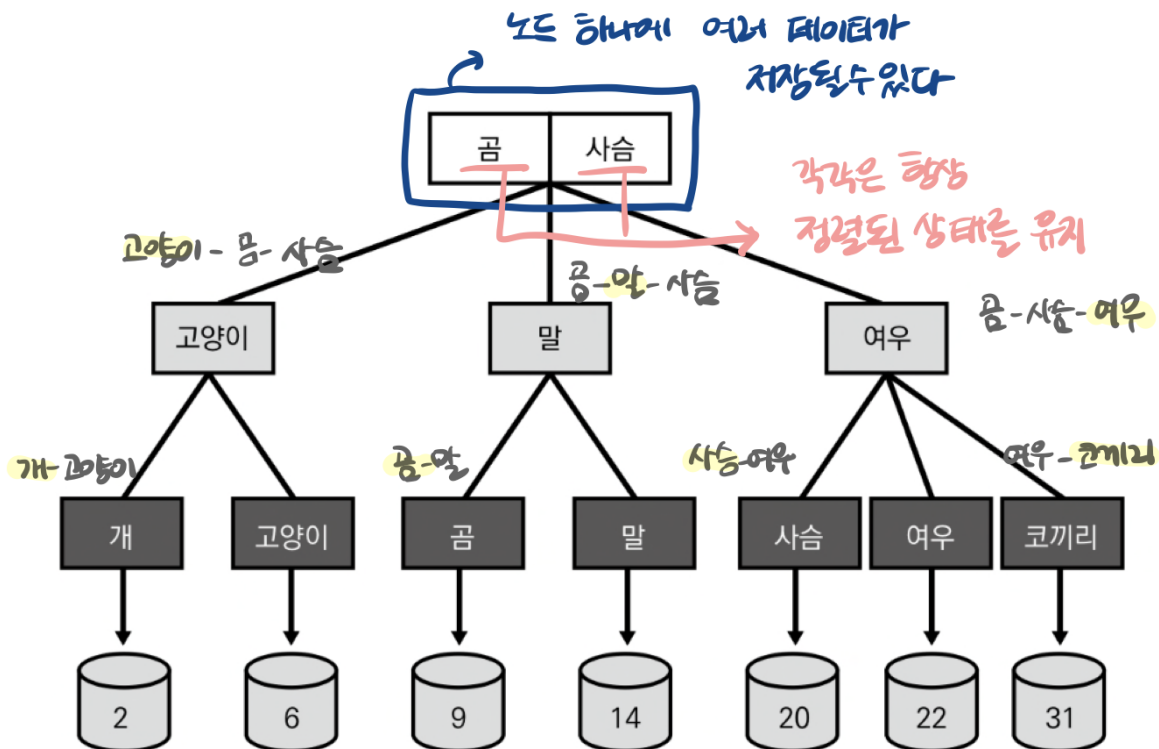 노드 하나에 여러 데이터가
저장될수있다
곰 사슴
각각은 항상
정렬된 상태를 유지
고양이-곰-사슴
곰-말-사슴
곰-사슴-여우
고양이 말 여우
개-고양이
곰-말
사슴-여우
여우-코끼리
개 고양이 곰 말 사슴 여우 코끼리
2 6 9 14 20 22 31